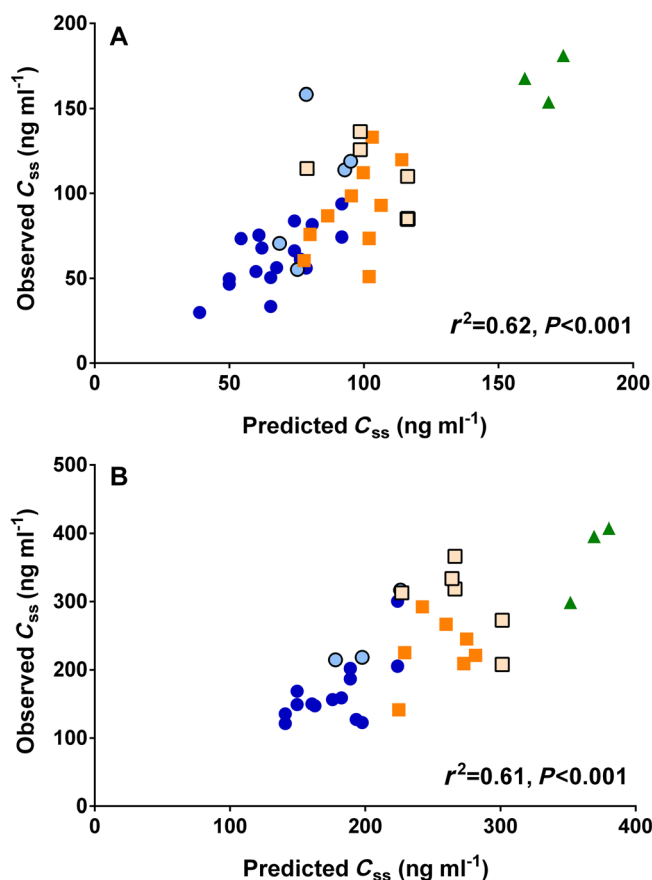 A
200
150
100
50
0
Observed Css (ng ml-1)
r2=0.62, P<0.001
0 50 100 150 200
Predicted Css (ng ml-1)
B
500
400
300
200
100
0
Observed Css (ng ml-1)
r2=0.61, P<0.001
0 100 200 300 400
Predicted Css (ng ml-1)